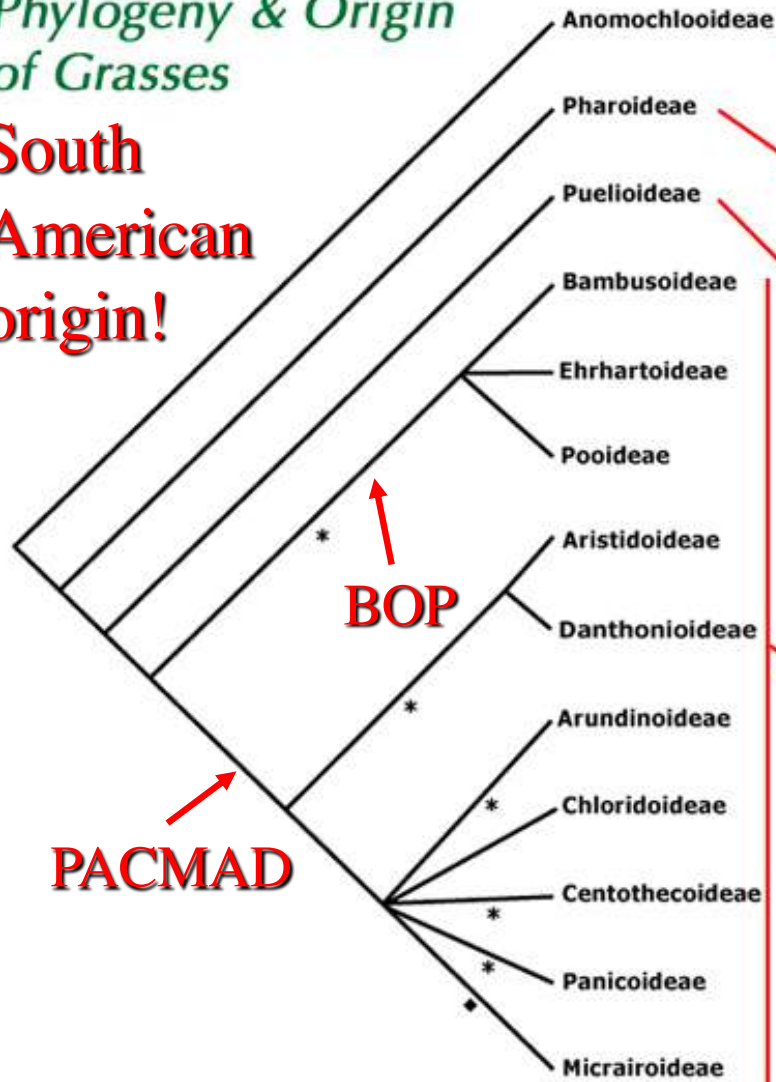 Phylogeny & Origin
of Grasses
South
American
origin!
Anomochlooideae
Pharoideae
Puelioideae
Bambusoideae
Ehrhartoideae
Pooideae
*
BOP
Aristidoideae
Danthonioideae
*
Arundinoideae
*
Chloridoideae
PACMAD
Centothecoideae
*
*
Panicoideae
Micrairoideae